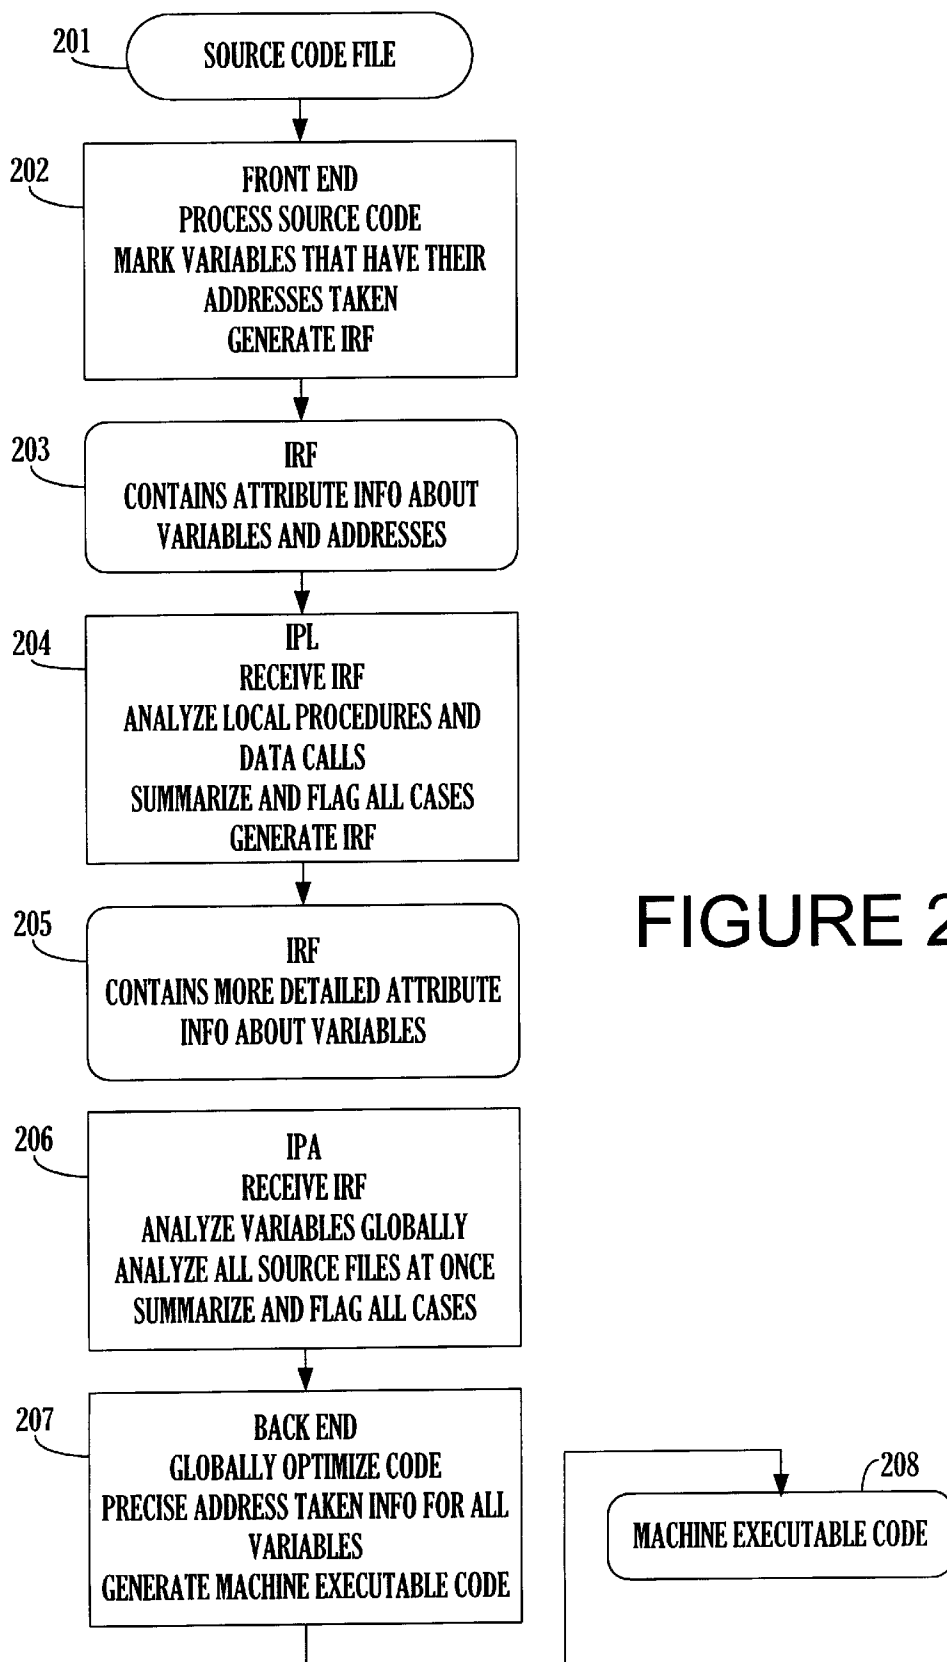 201
SOURCE CODE FILE
202
FRONT END
PROCESS SOURCE CODE
MARK VARIABLES THAT HAVE THEIR
ADDRESSES TAKEN
GENERATE IRF
203
IRF
CONTAINS ATTRIBUTE INFO ABOUT
VARIABLES AND ADDRESSES
204
IPL
RECEIVE IRF
ANALYZE LOCAL PROCEDURES AND
DATA CALLS
SUMMARIZE AND FLAG ALL CASES
GENERATE IRF
FIGURE 2
205
IRF
CONTAINS MORE DETAILED ATTRIBUTE
INFO ABOUT VARIABLES
206
IPA
RECEIVE IRF
ANALYZE VARIABLES GLOBALLY
ANALYZE ALL SOURCE FILES AT ONCE
SUMMARIZE AND FLAG ALL CASES
207
BACK END
GLOBALLY OPTIMIZE CODE
PRECISE ADDRESS TAKEN INFO FOR ALL
VARIABLES
GENERATE MACHINE EXECUTABLE CODE
208
MACHINE EXECUTABLE CODE